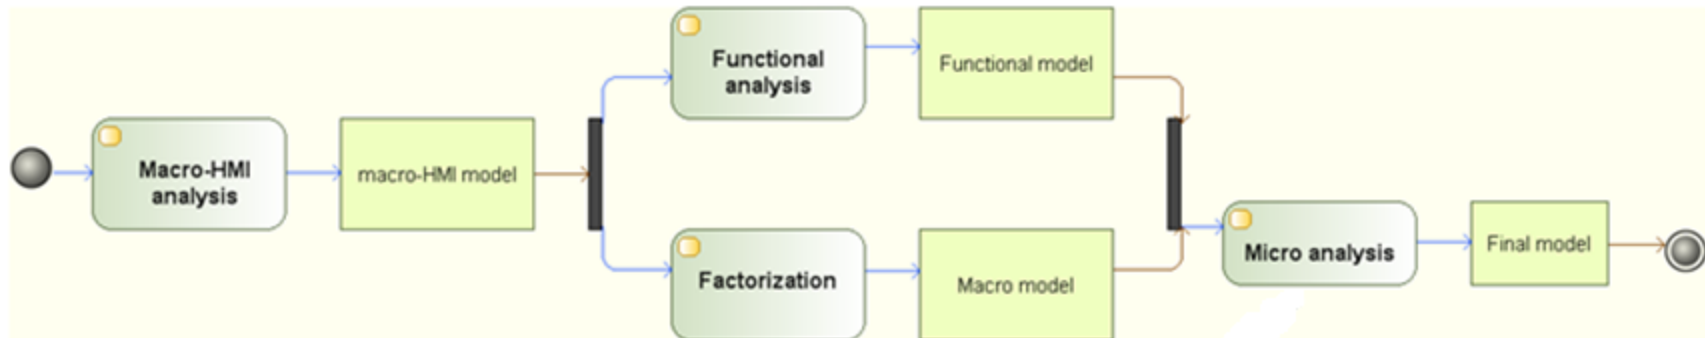 Macro-HMI
analysis
macro-HMI model
Functional
analysis
Functional model
Factorization
Macro model
Micro analysis
Final model